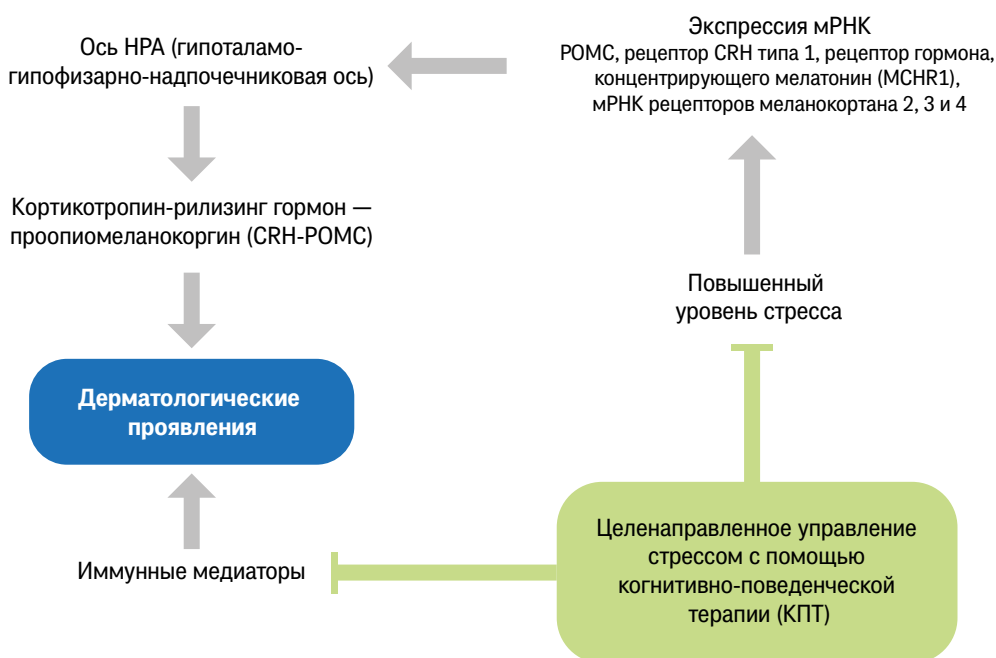 Ось HPA (гипоталамо-
гипофизарно-надпочечниковая ось)
Экспрессия мРНК
POMC, рецептор CRH типа 1, рецептор гормона,
концентрирующего мелатонин (MCHR1),
мРНК рецепторов меланокортана 2, 3 и 4
Кортикотропин-рилизинг гормон —
проопиомеланокоргин (CRH-POMC)
Повышенный
уровень стресса
Дерматологические
проявления
Целенаправленное управление
стрессом с помощью
когнитивно-поведенческой
терапии (КПТ)
Иммунные медиаторы